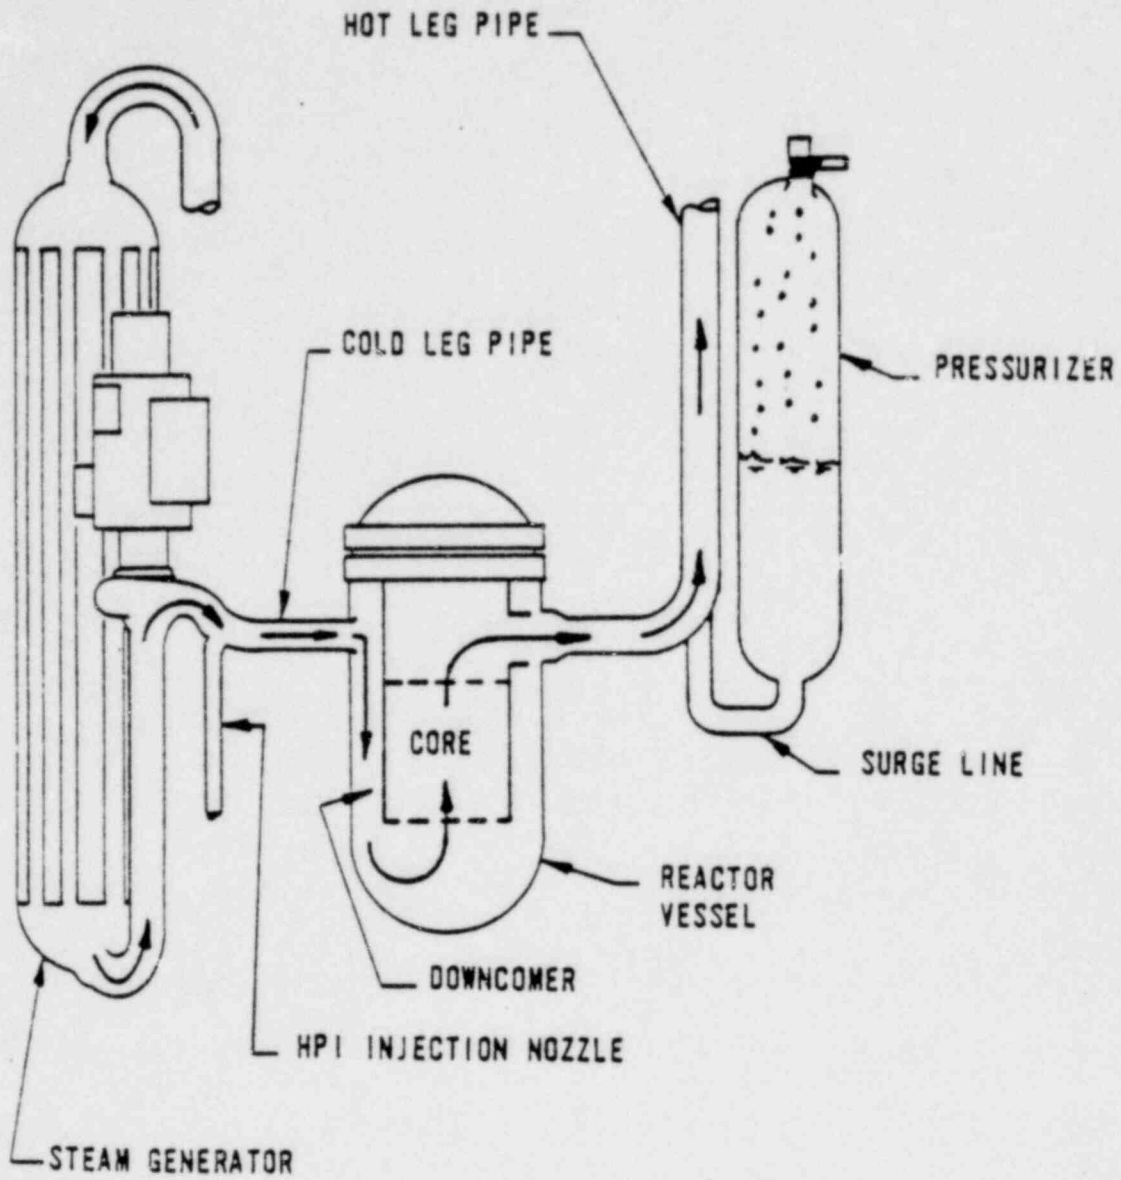 HOT LEG PIPE
COLD LEG PIPE
PRESSURIZER
CORE
SURGE LINE
REACTOR
VESSEL
DOWNCOMER
HPI INJECTION NOZZLE
STEAM GENERATOR